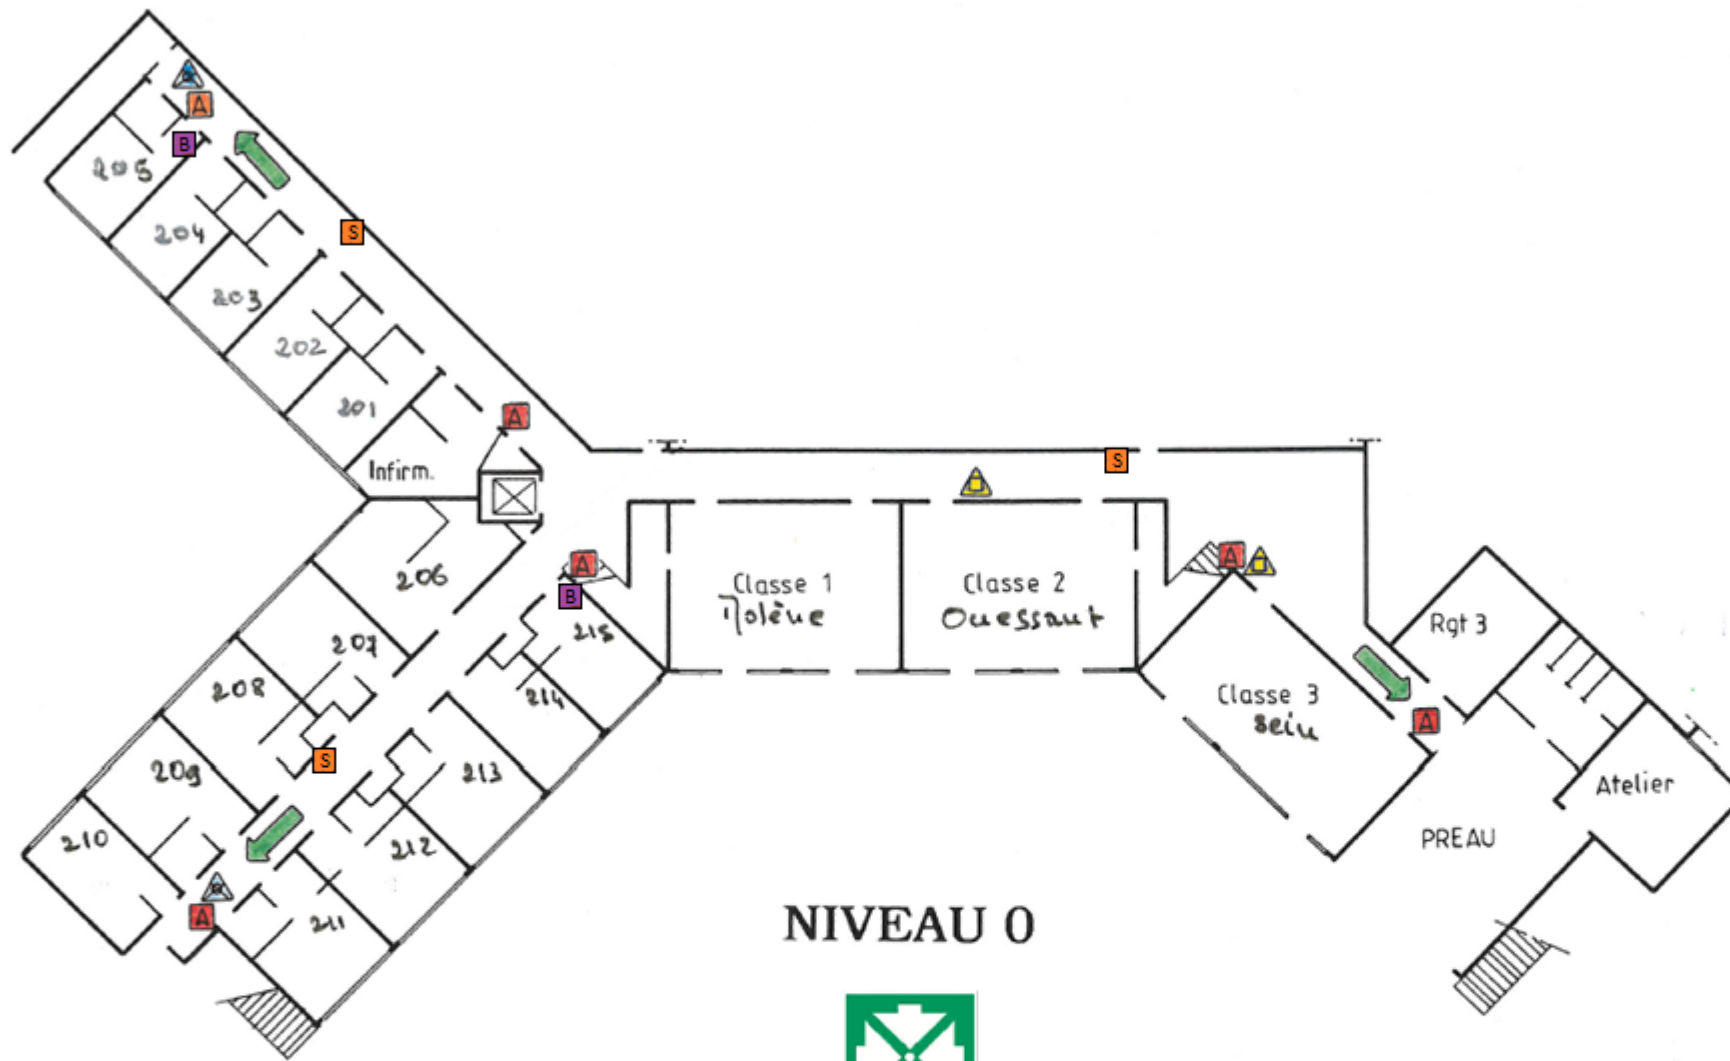 A
B
205
204
S
203
202
201
A
Infirm.
S
206
A
B
215
Classe 1
Molène
Classe 2
Ouessant
A
Rgt 3
207
208
214
Classe 3
Sein
A
S
209
213
Atelier
210
212
PREAU
A
211
NIVEAU 0